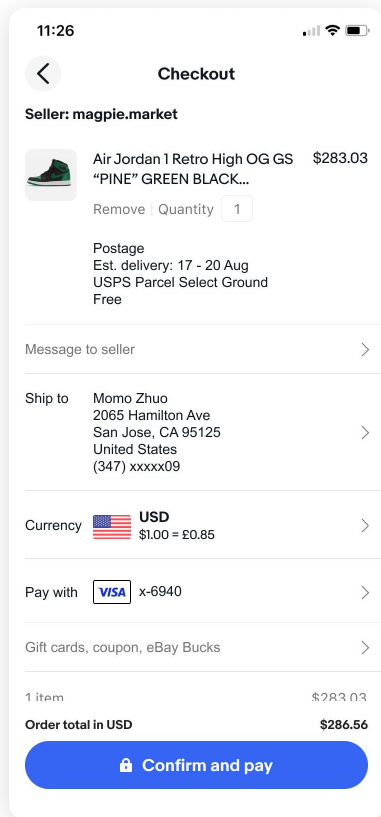 11:26
Checkout
Seller: magpie.market
Air Jordan 1 Retro High OG GS $283.03
“PINE” GREEN BLACK...
Remove | Quantity 1
Postage
Est. delivery: 17 - 20 Aug
USPS Parcel Select Ground
Free
Message to seller
Ship to Momo Zhuo
2065 Hamilton Ave
San Jose, CA 95125
United States
(347) xxxxx09
Currency USD
$1.00 = £0.85
Pay with VISA x-6940
Gift cards, coupon, eBay Bucks
1 item $283.03
Order total in USD $286.56
Confirm and pay